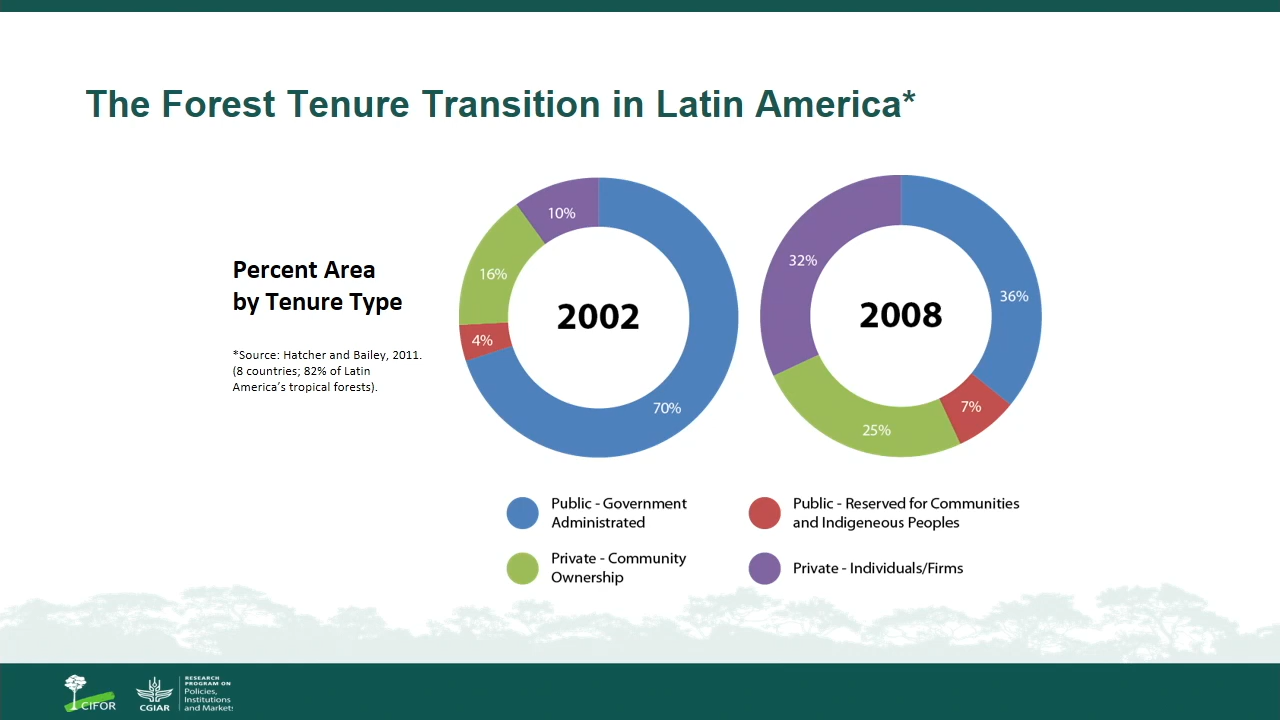 The Forest Tenure Transition in Latin America*
Percent Area
by Tenure Type
*Source: Hatcher and Bailey, 2011.
(8 countries; 82% of Latin
America’s tropical forests).
10%
16%
4%
70%
2002
32%
36%
7%
25%
2008
Public - Government
Administrated
Public - Reserved for Communities
and Indigeneous Peoples
Private - Community
Ownership
Private - Individuals/Firms
CIFOR
CGIAR
RESEARCH
PROGRAM ON
Policies,
Institutions
and Markets